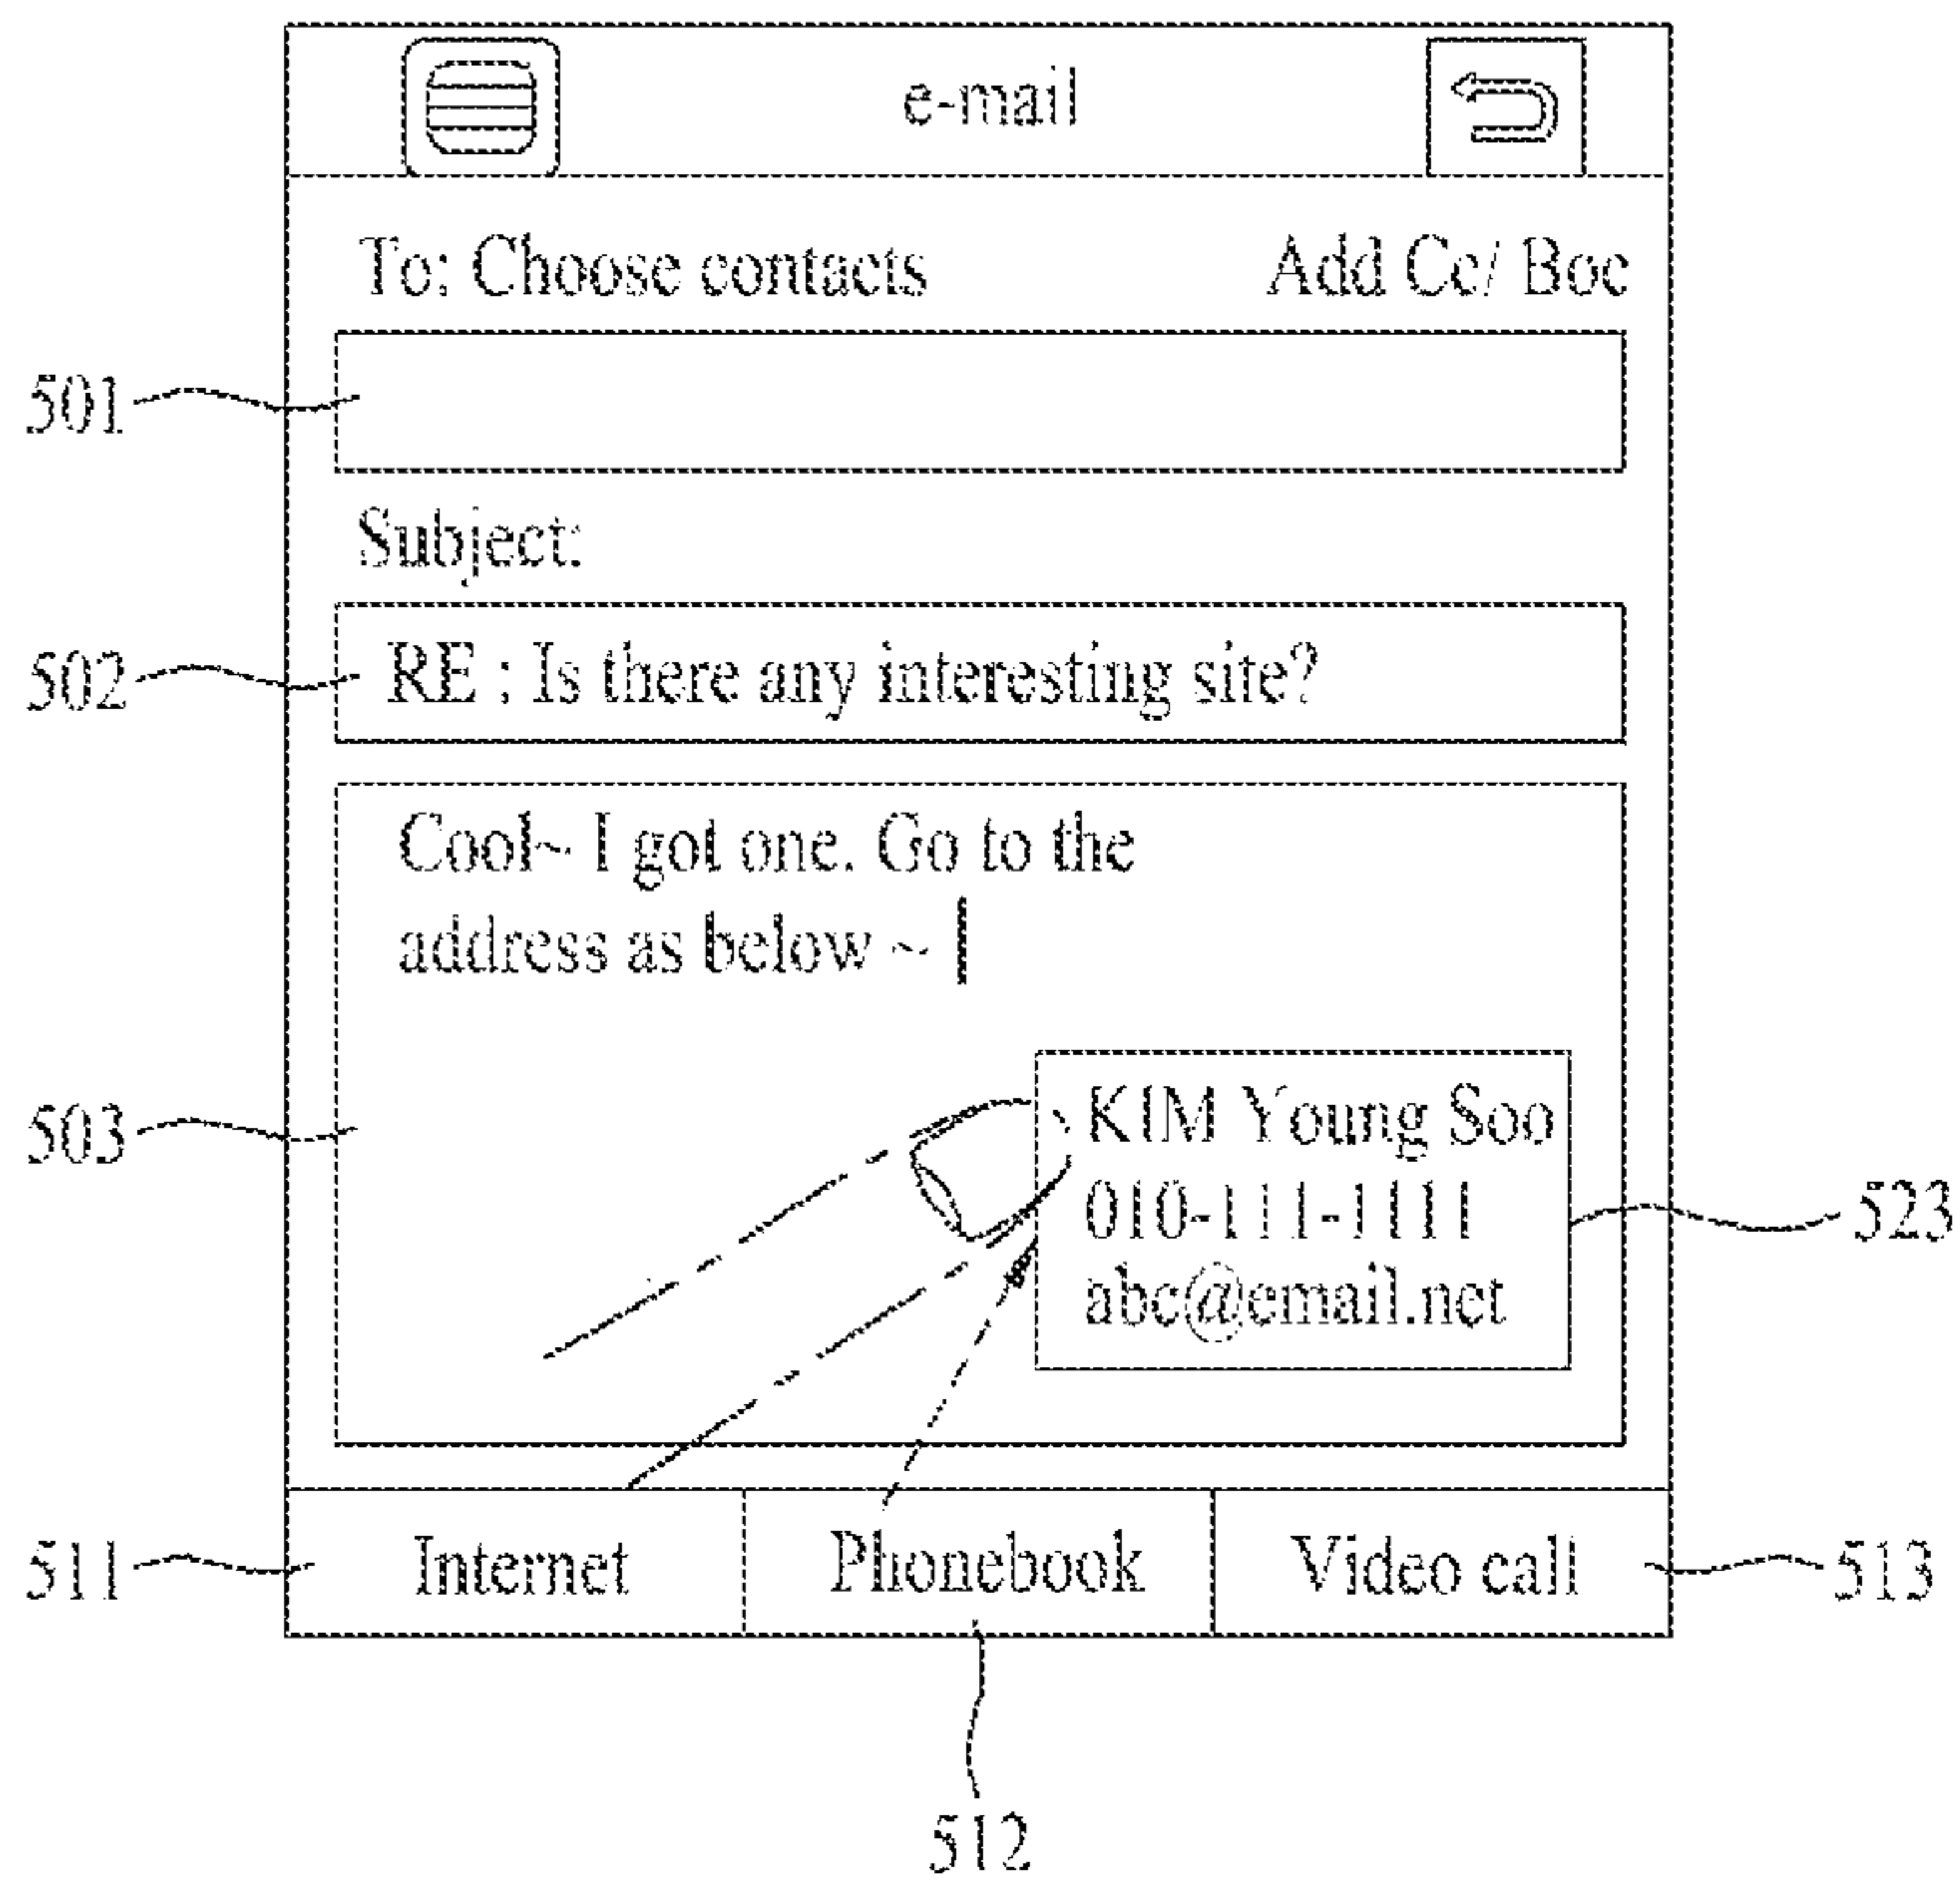 e-mail
To: Choose contacts Add Cc/ Bcc
501
Subject:
502 RE : Is there any interesting site?
Cool~ I got one. Go to the
address as below ~
503
KIM Young Soo
010-111-1111
abc@email.net
523
511 Internet Phonebook Video call 513
512